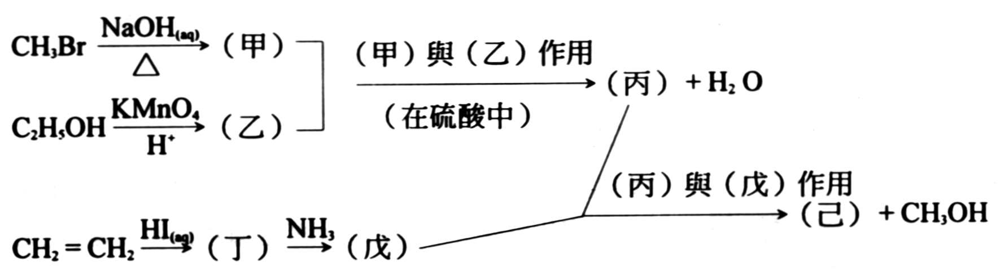 CH₃Br NaOH(aq) △ （甲）
C₂H₅OH KMnO₄ H⁺ （乙）
（甲）與（乙）作用
（在硫酸中）
（丙）+ H₂O
CH₂ = CH₂ HI(aq) （丁） NH₃ （戊）
（丙）與（戊）作用
（己）+ CH₃OH